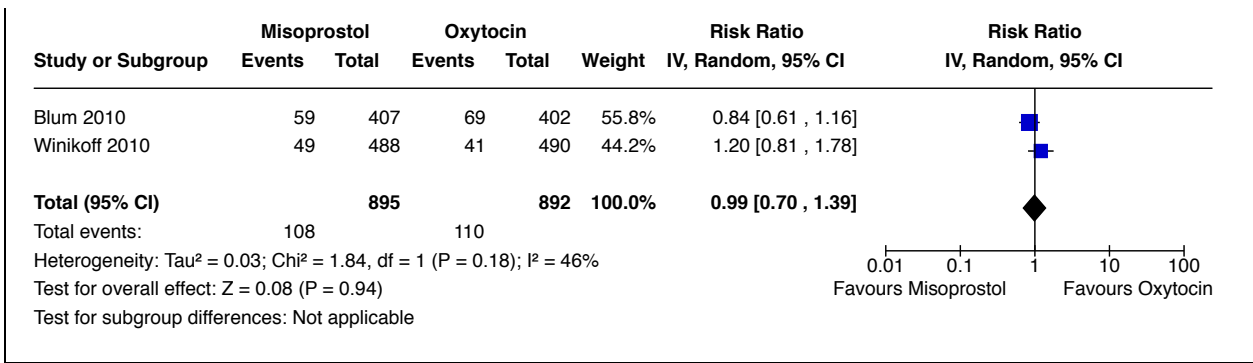 Misoprostol Oxytocin Risk Ratio Risk Ratio
Study or Subgroup Events Total Events Total Weight IV, Random, 95% CI IV, Random, 95% CI
Blum 2010 59 407 69 402 55.8% 0.84 [0.61 , 1.16]
Winikoff 2010 49 488 41 490 44.2% 1.20 [0.81 , 1.78]
Total (95% CI) 895 892 100.0% 0.99 [0.70 , 1.39]
Total events: 108 110
Heterogeneity: Tau² = 0.03; Chi² = 1.84, df = 1 (P = 0.18); I² = 46%
0.01 0.1 1 10 100
Test for overall effect: Z = 0.08 (P = 0.94)
Favours Misoprostol Favours Oxytocin
Test for subgroup differences: Not applicable